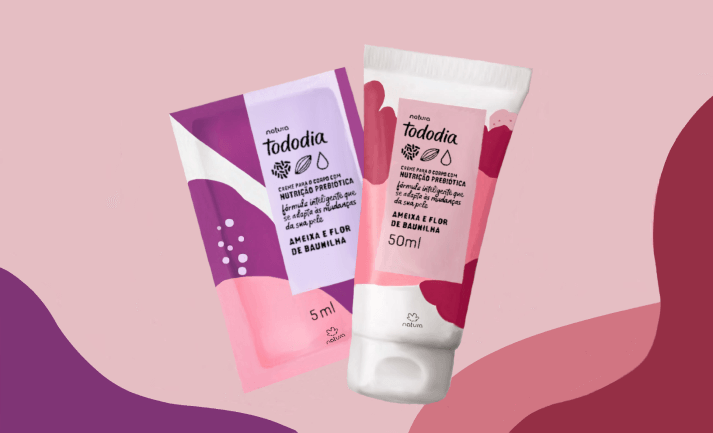 natura
tododia
CREME PARA O CORPO COM
NUTRIÇÃO PREBIÓTICA
fórmula inteligente que
se adapta às mudanças
da sua pele
AMEIXA E FLOR
DE BAUNILHA
5 ml
natura
natura
tododia
CREME PARA O CORPO COM
NUTRIÇÃO PREBIÓTICA
fórmula inteligente que
se adapta às mudanças
da sua pele
AMEIXA E FLOR
DE BAUNILHA
50ml
natura